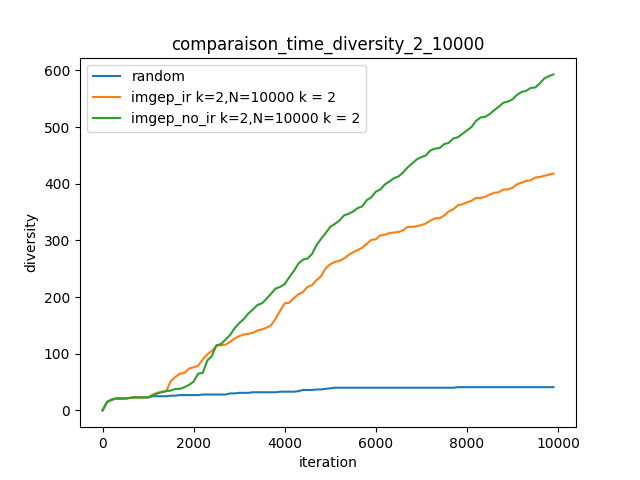 comparaison_time_diversity_2_10000
random
imgep_ir k=2,N=10000 k = 2
imgep_no_ir k=2,N=10000 k = 2
600
500
400
300
200
100
0
diversity
0 2000 4000 6000 8000 10000
iteration